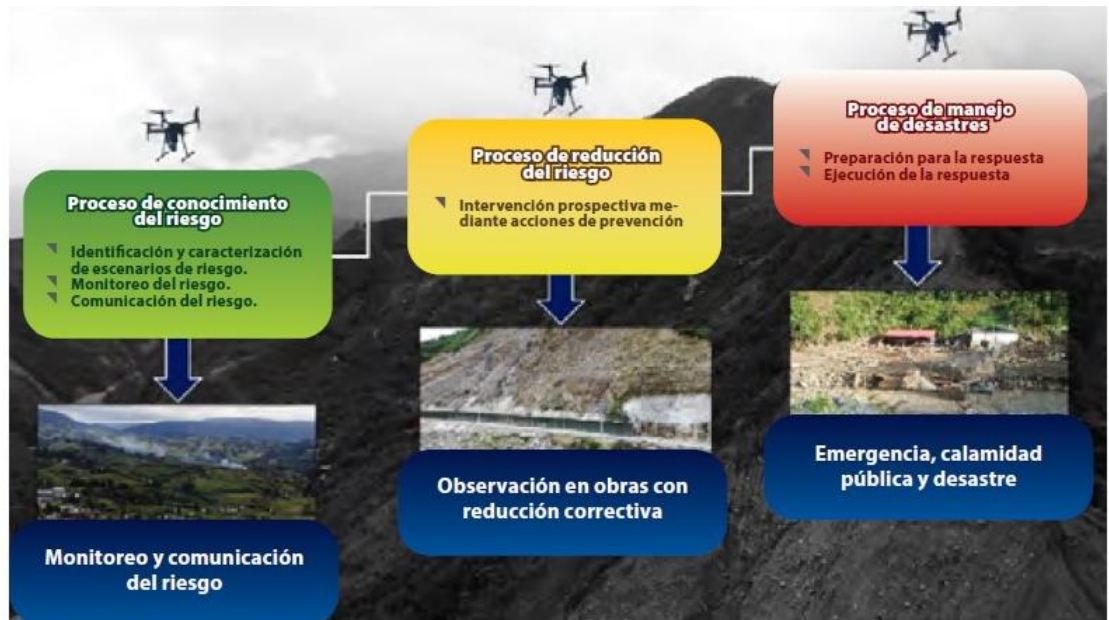 Proceso de conocimiento
del riesgo
Identificación y caracterización
de escenarios de riesgo.
Monitoreo del riesgo.
Comunicación del riesgo.
Monitoreo y comunicación
del riesgo
Proceso de reducción
del riesgo
Intervención prospectiva me-
diante acciones de prevención
Observación en obras con
reducción correctiva
Proceso de manejo
de desastres
Preparación para la respuesta
Ejecución de la respuesta
Emergencia, calamidad
pública y desastre